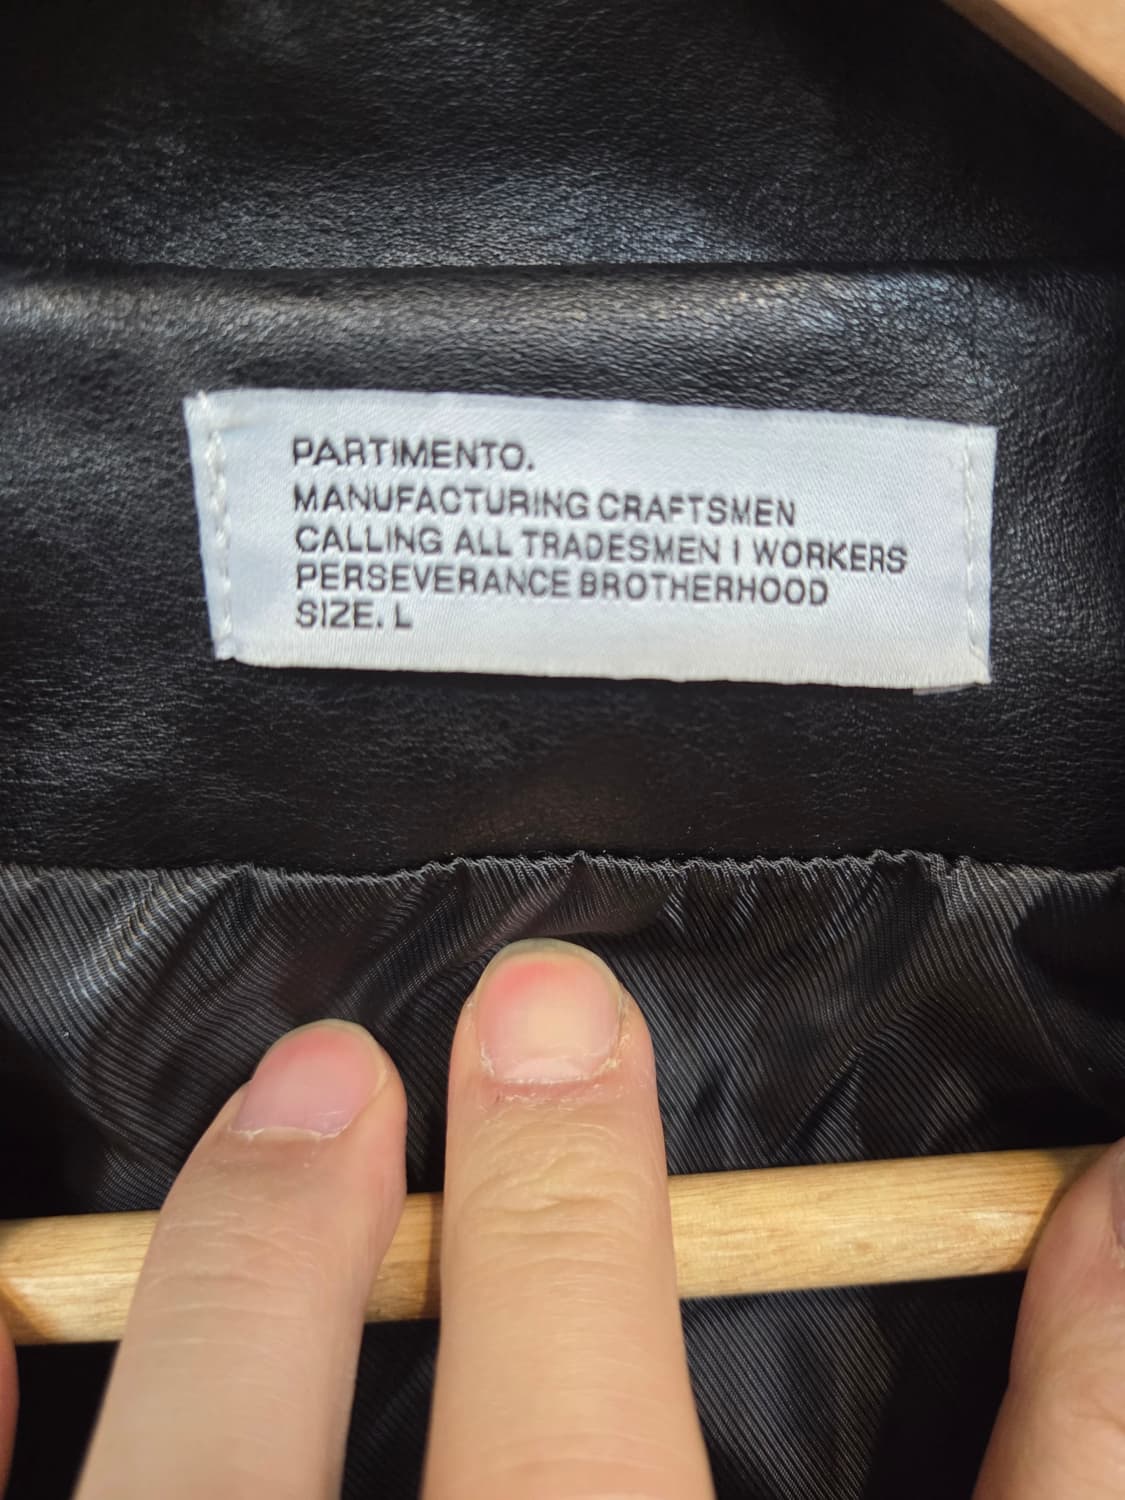 PARTIMENTO.
MANUFACTURING CRAFTSMEN
CALLING ALL TRADESMEN | WORKERS
PERSEVERANCE BROTHERHOOD
SIZE. L